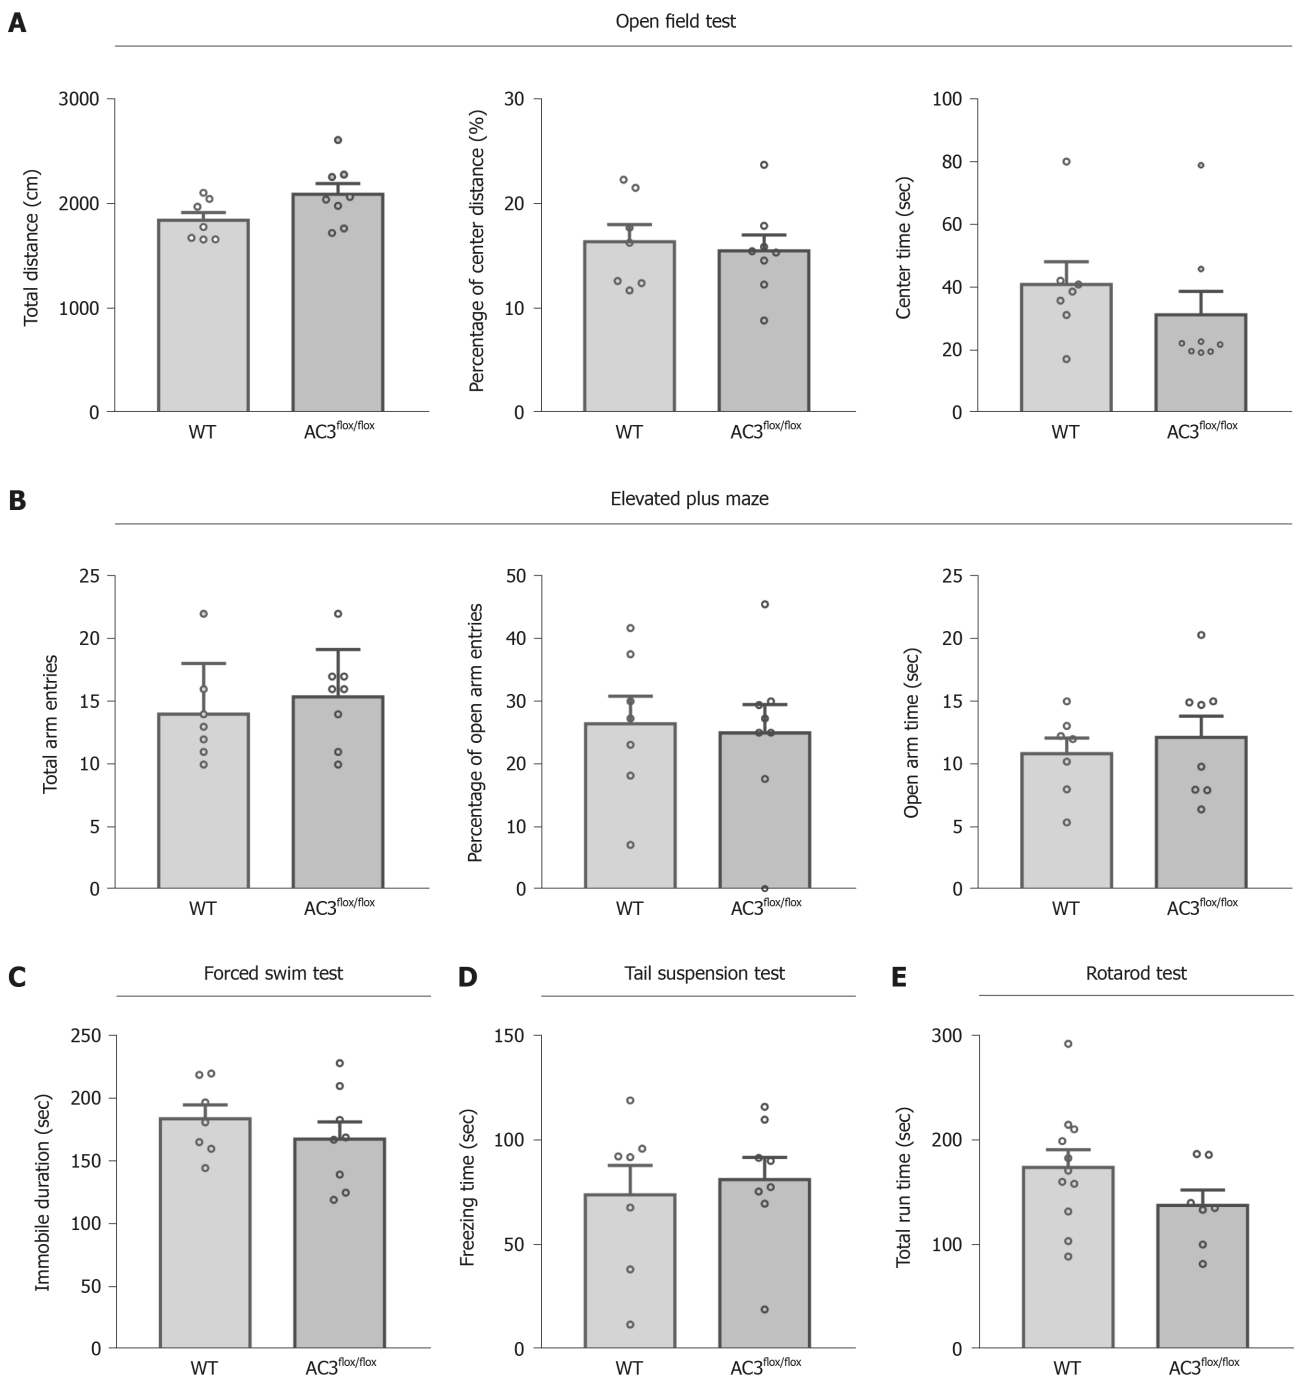 A
Open field test
Total distance (cm)
3000
2000
1000
0
WT
AC3flox/flox
Percentage of center distance (%)
30
20
10
0
WT
AC3flox/flox
Center time (sec)
100
80
60
40
20
0
WT
AC3flox/flox
B
Elevated plus maze
Total arm entries
25
20
15
10
5
0
WT
AC3flox/flox
Percentage of open arm entries
50
40
30
20
10
0
WT
AC3flox/flox
Open arm time (sec)
25
20
15
10
5
0
WT
AC3flox/flox
C
Forced swim test
Immobile duration (sec)
250
200
150
100
50
0
WT
AC3flox/flox
D
Tail suspension test
Freezing time (sec)
150
100
50
0
WT
AC3flox/flox
E
Rotarod test
Total run time (sec)
300
200
100
0
WT
AC3flox/flox